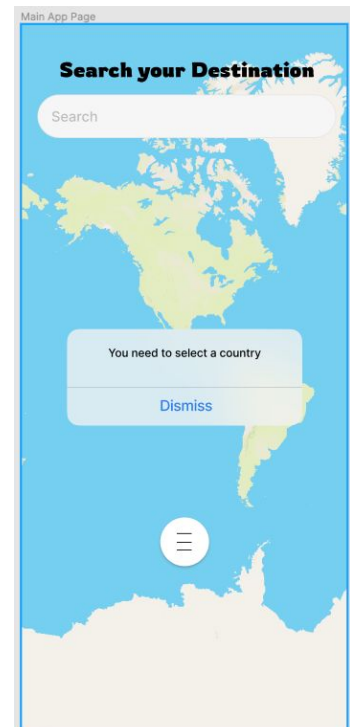 Main App Page
Search your Destination
Search
You need to select a country
Dismiss